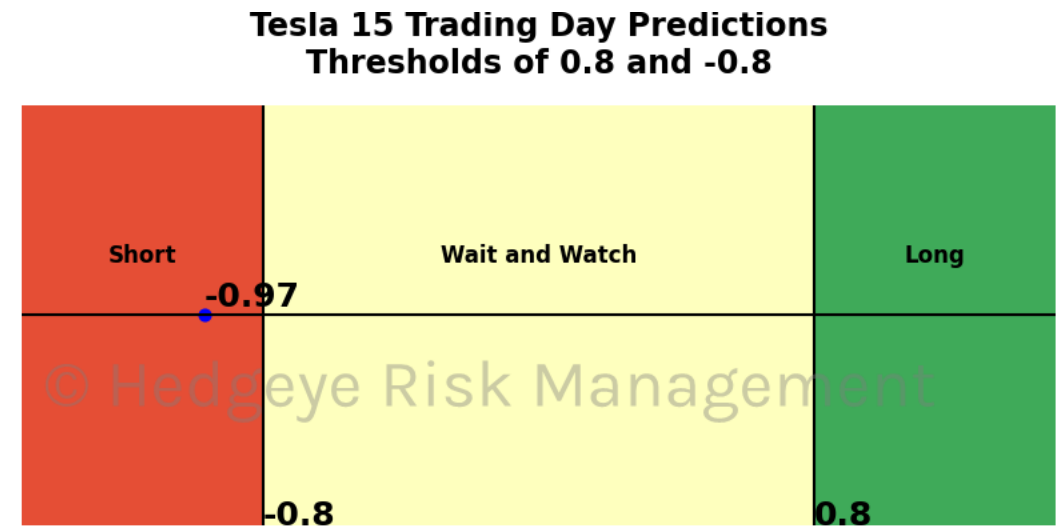 Tesla 15 Trading Day Predictions
Thresholds of 0.8 and -0.8
Short
Wait and Watch
Long
-0.97
© Hedgeye Risk Management
-0.8
0.8